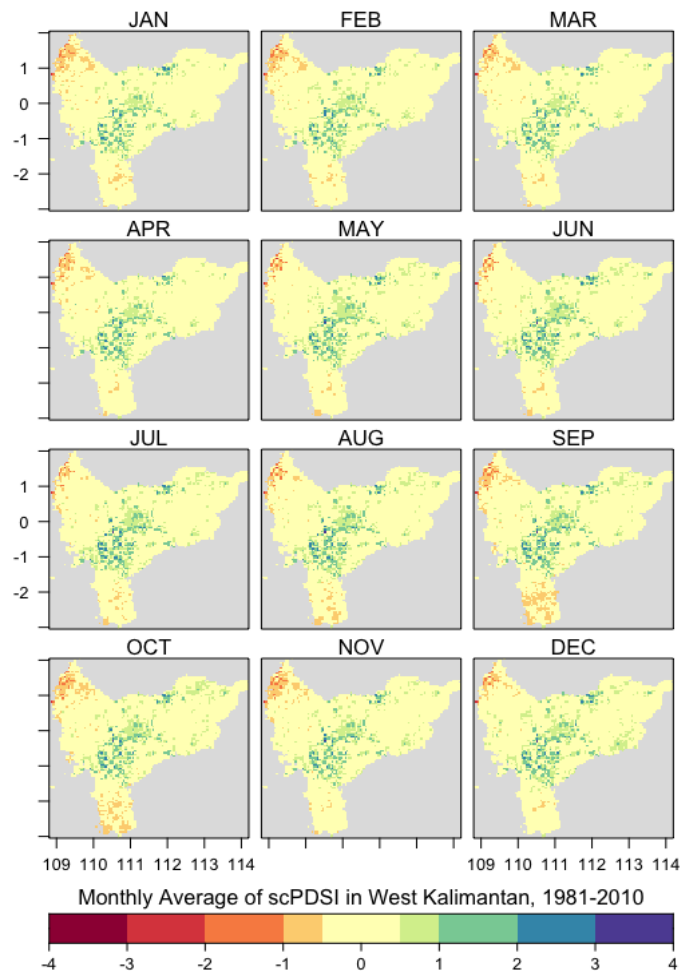 JAN FEB MAR
1
0
-1
-2
APR MAY JUN
JUL AUG SEP
1
0
-1
-2
OCT NOV DEC
109 110 111 112 113 114 109 110 111 112 113 114
Monthly Average of scPDSI in West Kalimantan, 1981-2010
-4 -3 -2 -1 0 1 2 3 4